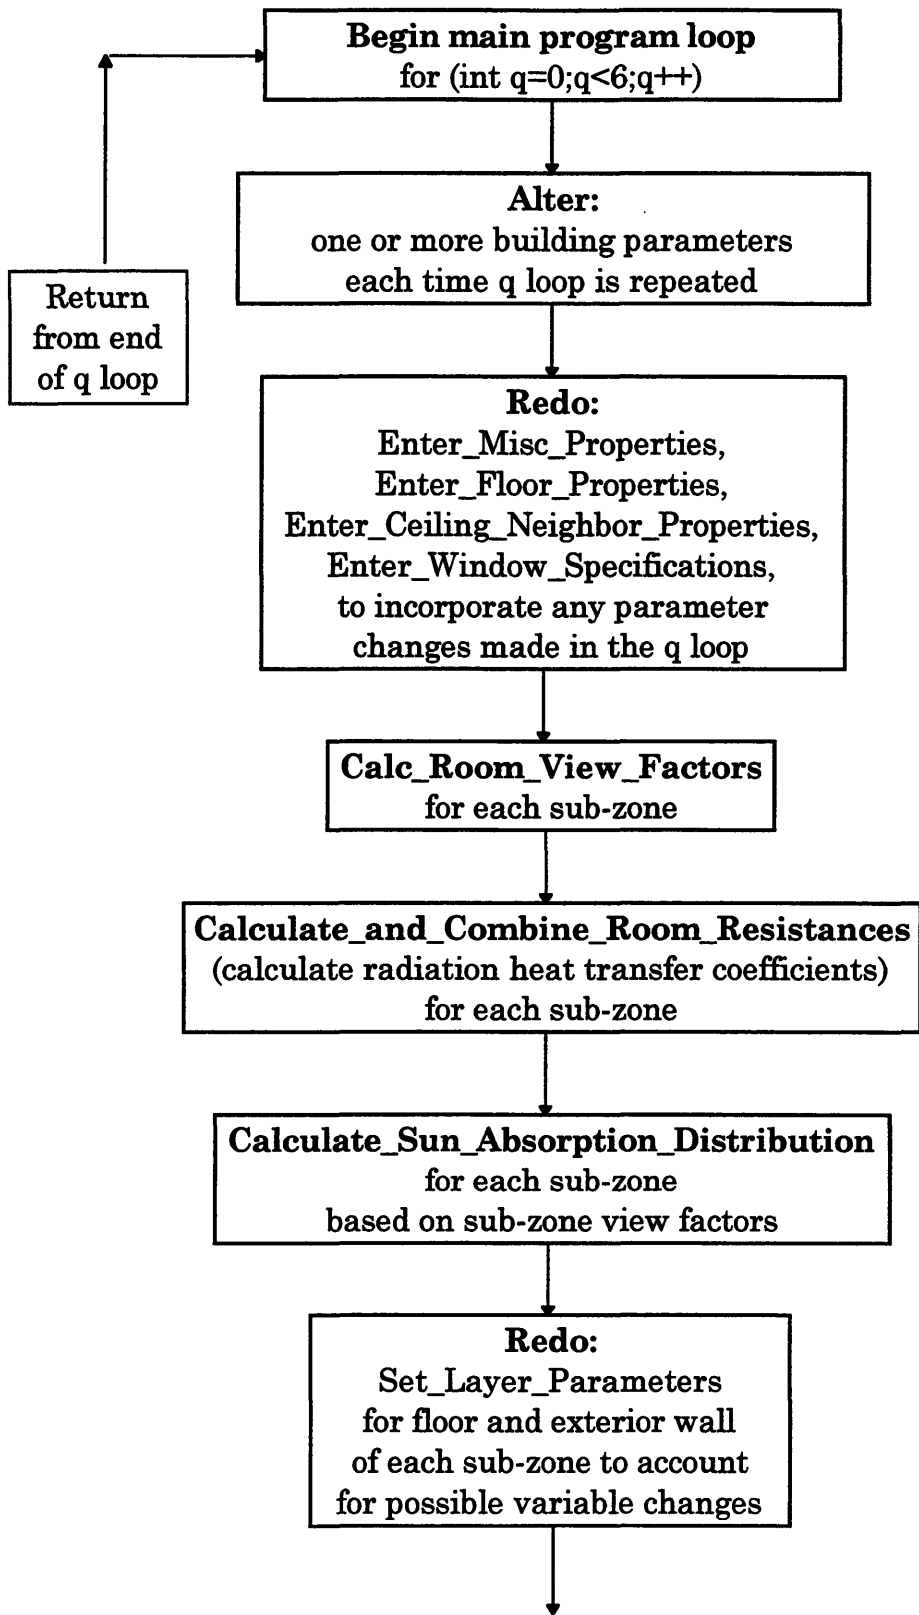 Begin main program loop
for (int q=0;q<6;q++)
Alter:
one or more building parameters
each time q loop is repeated
Return
from end
of q loop
Redo:
Enter_Misc_Properties,
Enter_Floor_Properties,
Enter_Ceiling_Neighbor_Properties,
Enter_Window_Specifications,
to incorporate any parameter
changes made in the q loop
Calc_Room_View_Factors
for each sub-zone
Calculate_and_Combine_Room_Resistances
(calculate radiation heat transfer coefficients)
for each sub-zone
Calculate_Sun_Absorption_Distribution
for each sub-zone
based on sub-zone view factors
Redo:
Set_Layer_Parameters
for floor and exterior wall
of each sub-zone to account
for possible variable changes